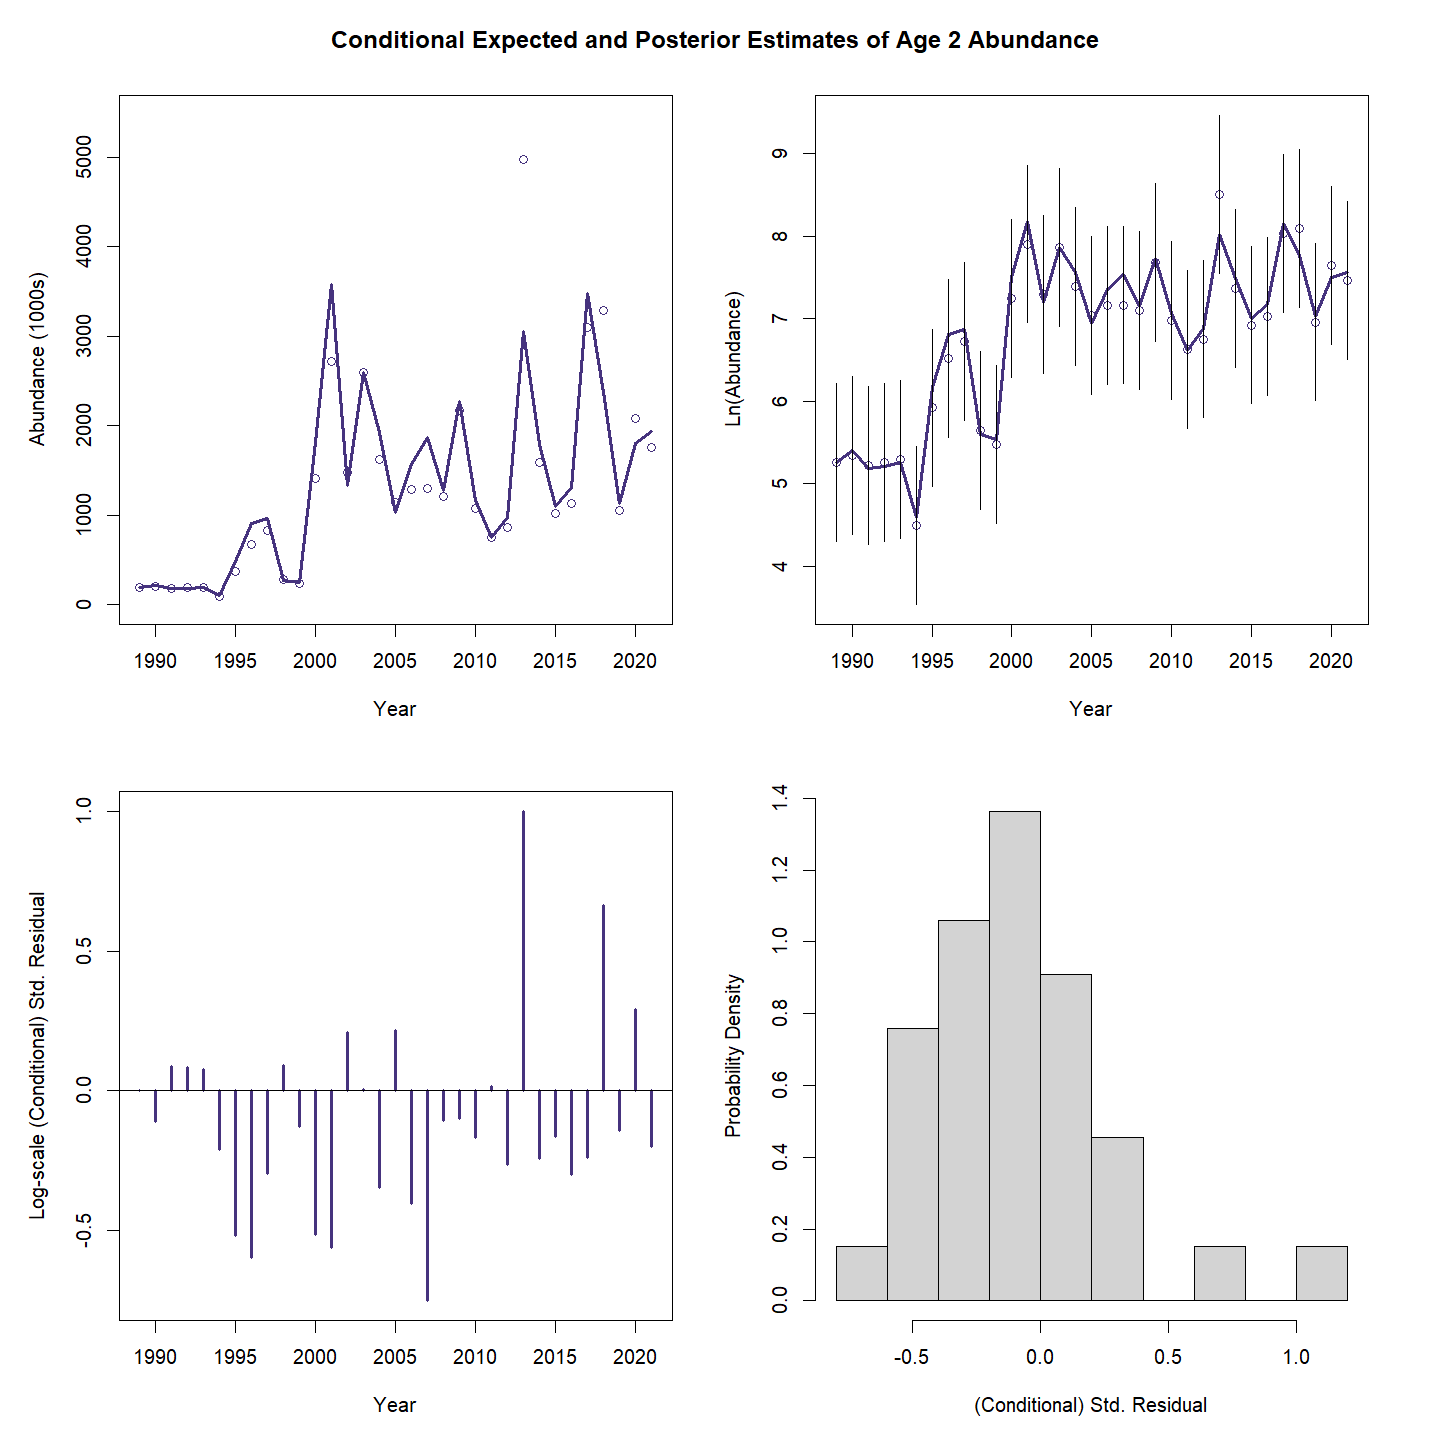 Conditional Expected and Posterior Estimates of Age 2 Abundance
Abundance (1000s)
0 1000 2000 3000 4000 5000
1990 1995 2000 2005 2010 2015 2020
Year
Ln(Abundance)
4 5 6 7 8 9
1990 1995 2000 2005 2010 2015 2020
Year
Log-scale (Conditional) Std. Residual
-0.5 0.0 0.5 1.0
1990 1995 2000 2005 2010 2015 2020
Year
Probability Density
0.0 0.2 0.4 0.6 0.8 1.0 1.2 1.4
-0.5 0.0 0.5 1.0
(Conditional) Std. Residual